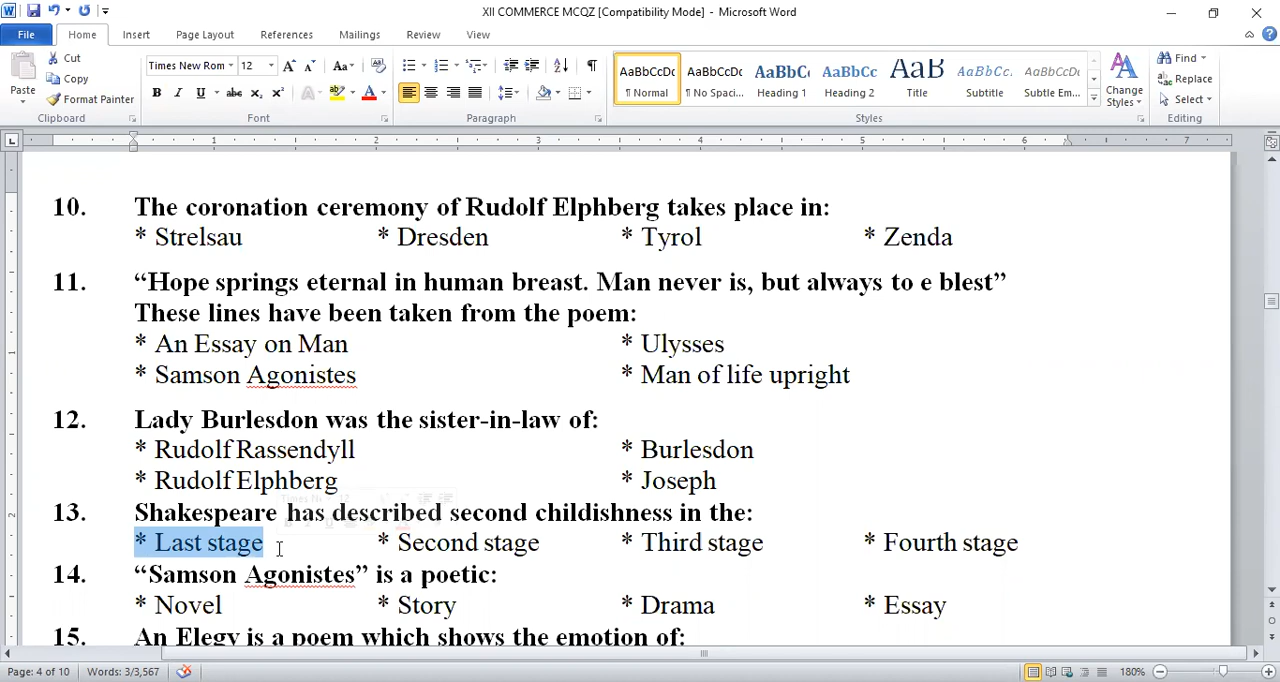 XII COMMERCE MCQZ [Compatibility Mode] - Microsoft Word
File Home Insert Page Layout References Mailings Review View
Paste Cut Copy Format Painter Clipboard
Times New Rom 12 Font
Paragraph
AaBbCcDc ¶ Normal AaBbCcDc ¶ No Spaci... AaBbC Heading 1 AaBbCc Heading 2 AaB Title AaBbCc. Subtitle AaBbCcDc Subtle Em... Styles
Change Styles
Find Replace Select Editing
1 2 3 4 5 6 7
10. The coronation ceremony of Rudolf Elphberg takes place in:
* Strelsau * Dresden * Tyrol * Zenda
11. “Hope springs eternal in human breast. Man never is, but always to e blest”
These lines have been taken from the poem:
* An Essay on Man * Ulysses
* Samson Agonistes * Man of life upright
12. Lady Burlesdon was the sister-in-law of:
* Rudolf Rassendyll * Burlesdon
* Rudolf Elphberg * Joseph
13. Shakespeare has described second childishness in the:
* Last stage * Second stage * Third stage * Fourth stage
14. “Samson Agonistes” is a poetic:
* Novel * Story * Drama * Essay
15. An Elegy is a poem which shows the emotion of:
Page: 4 of 10 Words: 3/3,567 180%